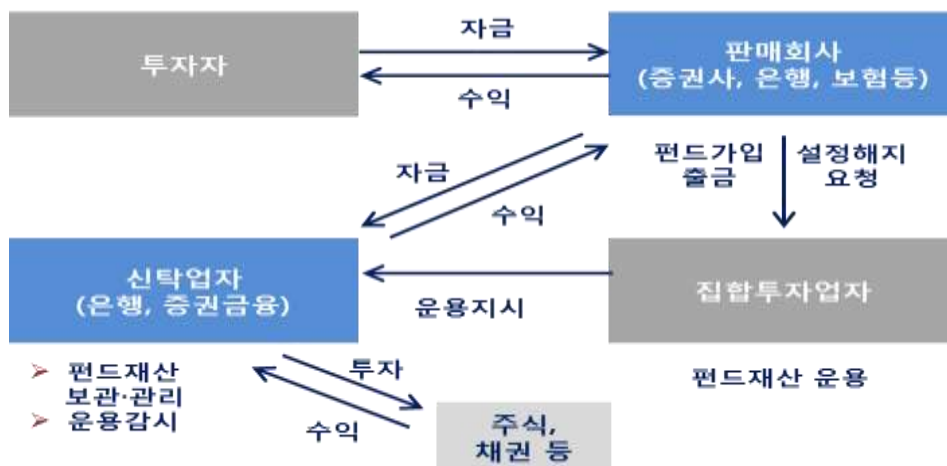 자금
투자자
판매회사
(증권사, 은행, 보험등)
수익
펀드가입
출금
설정해지
요청
자금
수익
신탁업자
(은행, 증권금융)
운용지시
집합투자업자
펀드재산
보관·관리
운용감시
투자
수익
주식,
채권 등
펀드재산 운용